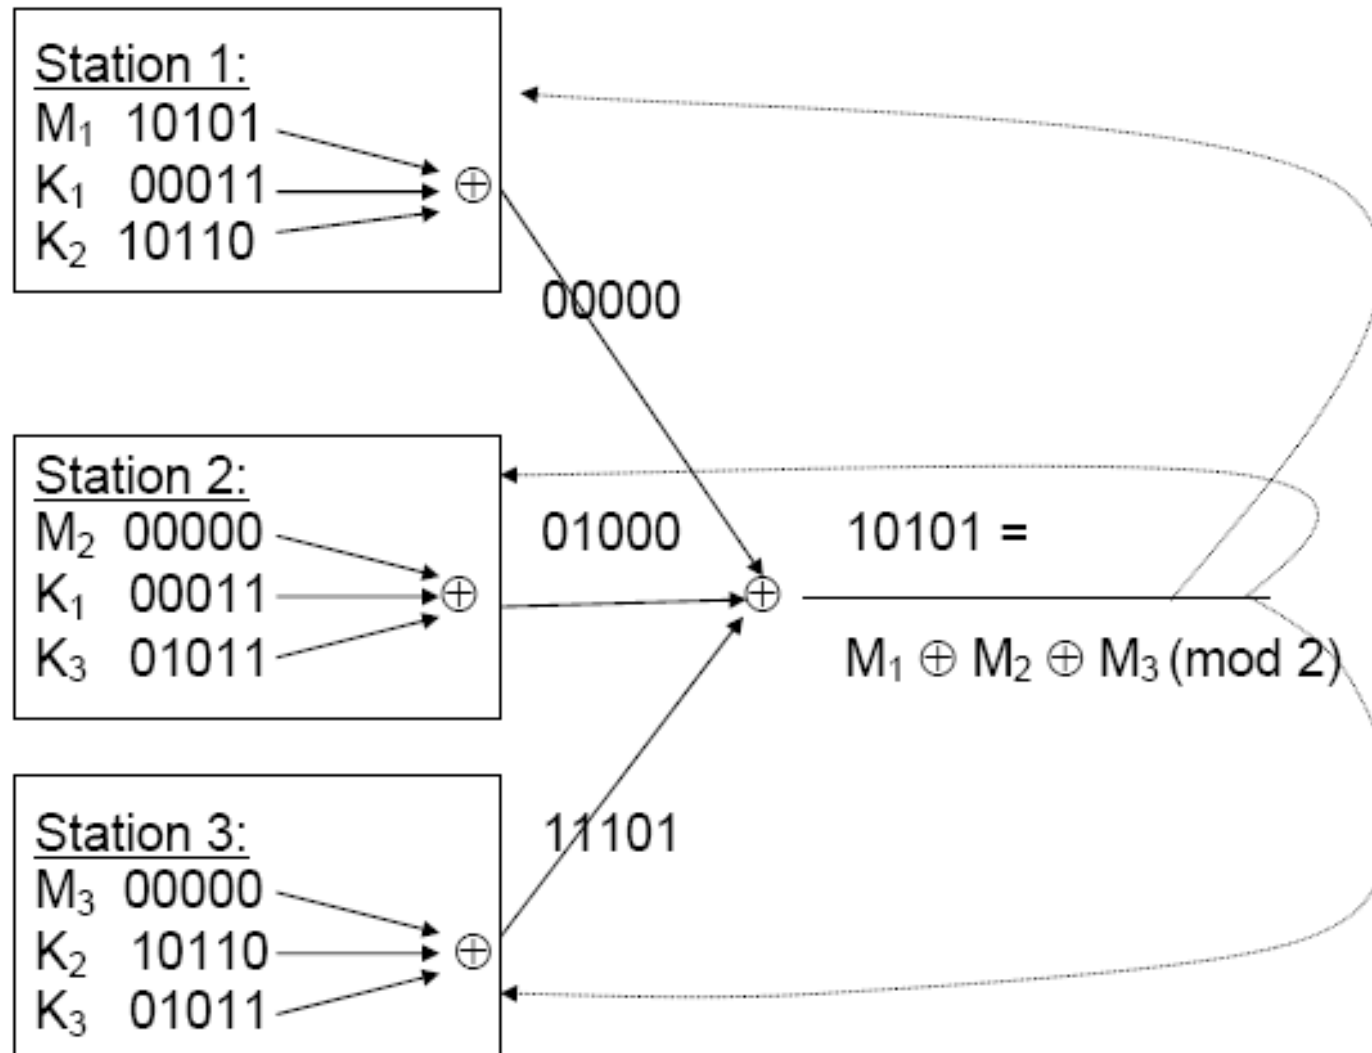 Station 1:
M₁ 10101
K₁ 00011
⊕
K₂ 10110
00000
Station 2:
M₂ 00000
01000
10101 =
K₁ 00011
⊕
⊕
K₃ 01011
M₁ ⊕ M₂ ⊕ M₃ (mod 2)
Station 3:
11101
M₃ 00000
K₂ 10110
⊕
K₃ 01011